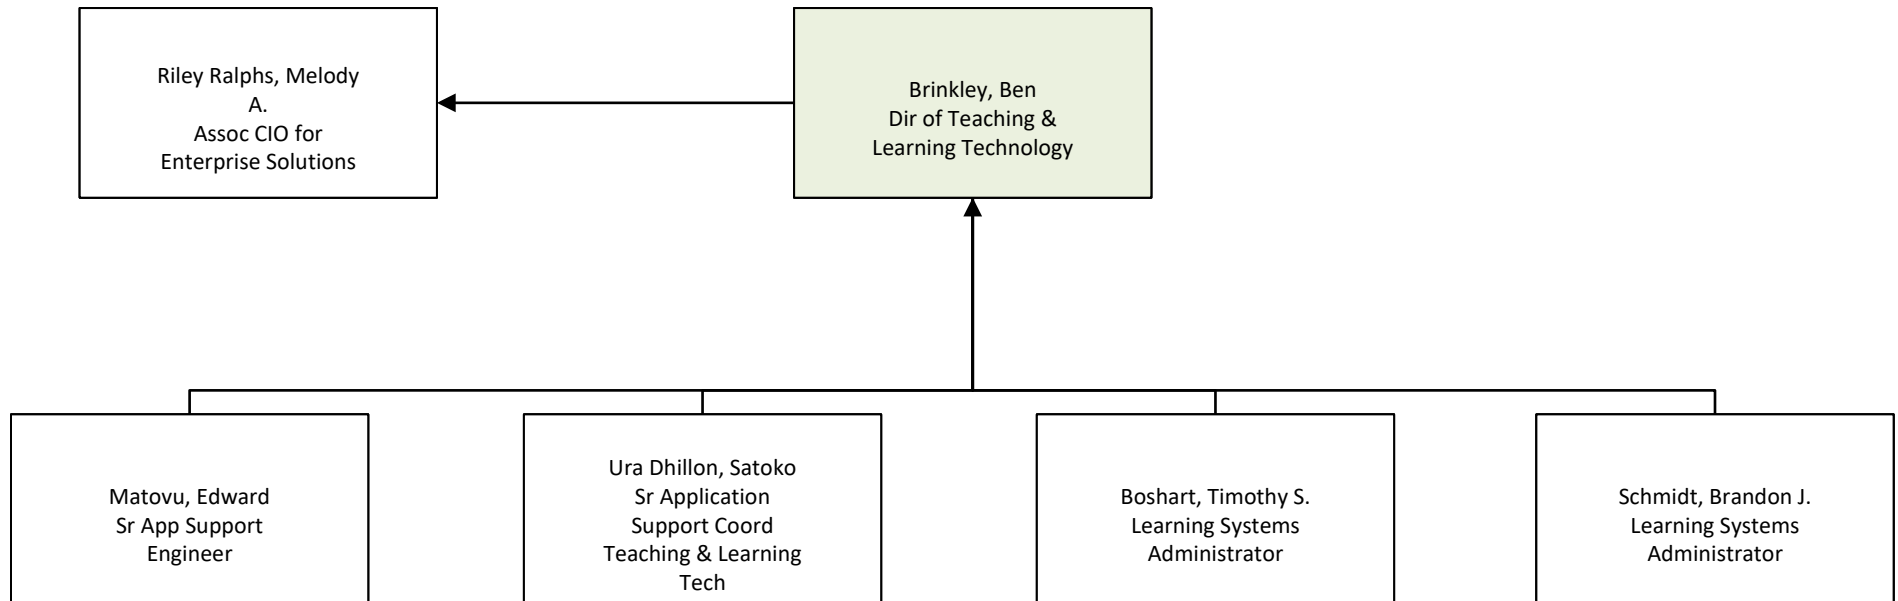 Riley Ralphs, Melody
A.
Assoc CIO for
Enterprise Solutions
Brinkley, Ben
Dir of Teaching &
Learning Technology
Matovu, Edward
Sr App Support
Engineer
Ura Dhillon, Satoko
Sr Application
Support Coord
Teaching & Learning
Tech
Boshart, Timothy S.
Learning Systems
Administrator
Schmidt, Brandon J.
Learning Systems
Administrator